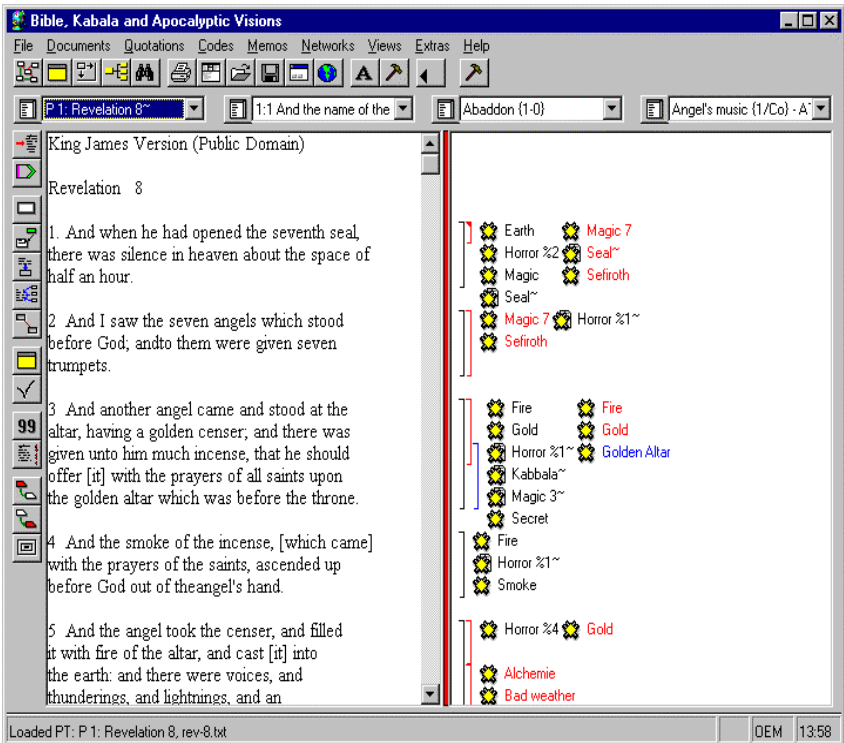 Bible, Kabala and Apocalyptic Visions
File Documents Quotations Codes Memos Networks Views Extras Help
A
P 1: Revelation 8~
1:1 And the name of the
Abaddon {1-0}
Angel's music {1/Co} - A
King James Version (Public Domain)
Revelation 8
1. And when he had opened the seventh seal,
there was silence in heaven about the space of
half an hour.
2 And I saw the seven angels which stood
before God; andto them were given seven
trumpets.
3 And another angel came and stood at the
altar, having a golden censer; and there was
given unto him much incense, that he should
offer [it] with the prayers of all saints upon
the golden altar which was before the throne.
4 And the smoke of the incense, [which came]
with the prayers of the saints, ascended up
before God out of theangel's hand.
5 And the angel took the censer, and filled
it with fire of the altar, and cast [it] into
the earth: and there were voices, and
thunderings, and lightnings, and an
99
Earth Magic 7
Horror %2 Seal~
Magic Sefiroth
Seal~
Magic 7 Horror %1~
Sefiroth
Fire Fire
Gold Gold
Horror %1~ Golden Altar
Kabbala~
Magic 3~
Secret
Fire
Horror %1~
Smoke
Horror %4 Gold
Alchemie
Bad weather
Loaded PT: P 1: Revelation 8, rev-8.txt
OEM 13:58